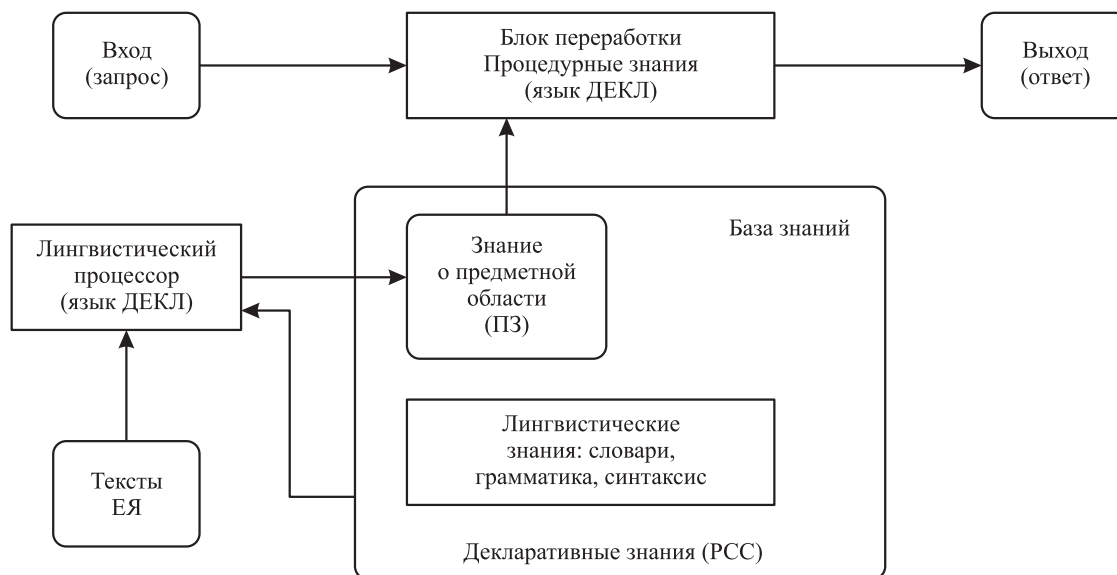 Вход
(запрос)
Блок переработки
Процедурные знания
(язык ДЕКЛ)
Выход
(ответ)
Лингвистический
процессор
(язык ДЕКЛ)
Знание
о предметной
области
(ПЗ)
База знаний
Тексты
ЕЯ
Лингвистические
знания: словари,
грамматика, синтаксис
Декларативные знания (РСС)